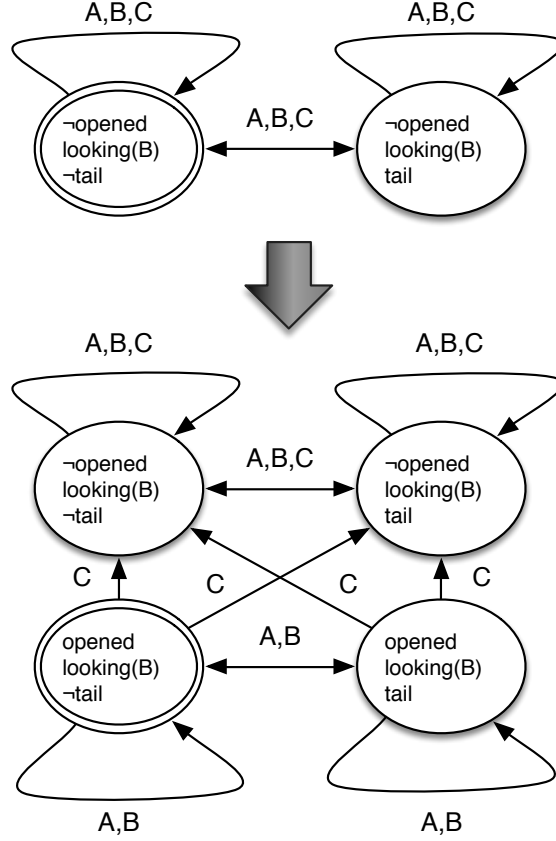 A,B,C
A,B,C
¬opened
looking(B)
¬tail
A,B,C
¬opened
looking(B)
tail
A,B,C
A,B,C
¬opened
looking(B)
¬tail
A,B,C
¬opened
looking(B)
tail
C
C
C
C
opened
looking(B)
¬tail
A,B
opened
looking(B)
tail
A,B
A,B